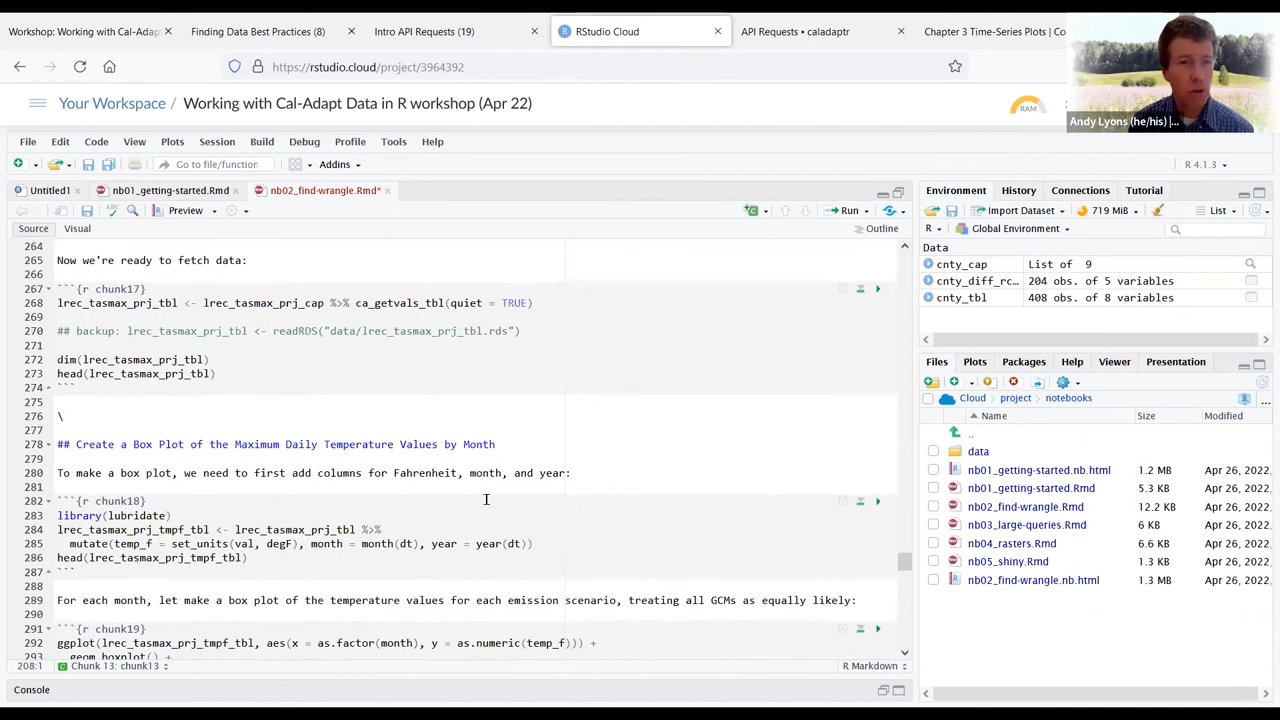 Workshop: Working with Cal-Adapt
Finding Data Best Practices (8)
Intro API Requests (19)
RStudio Cloud
API Requests • caladaptr
Chapter 3 Time-Series Plots | Co
https://rstudio.cloud/project/3964392
Your Workspace / Working with Cal-Adapt Data in R workshop (Apr 22)
RAM
Andy Lyons (he/his) |...
File Edit Code View Plots Session Build Debug Profile Tools Help
Go to file/function
Addins
R 4.1.3
Untitled1
nb01_getting-started.Rmd
nb02_find-wrangle.Rmd*
Preview
Run
Source Visual
Outline
264
265 Now we're ready to fetch data:
266
267 ```{r chunk17}
268 lrec_tasmax_prj_tbl <- lrec_tasmax_prj_cap %>% ca_getvals_tbl(quiet = TRUE)
269
270 ## backup: lrec_tasmax_prj_tbl <- readRDS("data/lrec_tasmax_prj_tbl.rds")
271
272 dim(lrec_tasmax_prj_tbl)
273 head(lrec_tasmax_prj_tbl)
274 ```
275
276 \
277
278 ## Create a Box Plot of the Maximum Daily Temperature Values by Month
279
280 To make a box plot, we need to first add columns for Fahrenheit, month, and year:
281
282 ```{r chunk18}
283 library(lubridate)
284 lrec_tasmax_prj_tmpf_tbl <- lrec_tasmax_prj_tbl %>%
285 mutate(temp_f = set_units(val, degF), month = month(dt), year = year(dt))
286 head(lrec_tasmax_prj_tmpf_tbl)
287 ```
288
289 For each month, let make a box plot of the temperature values for each emission scenario, treating all GCMs as equally likely:
290
291 ```{r chunk19}
292 ggplot(lrec_tasmax_prj_tmpf_tbl, aes(x = as.factor(month), y = as.numeric(temp_f))) +
293 geom_boxplot() +
208:1 Chunk 13: chunk13
R Markdown
Console
Environment History Connections Tutorial
Import Dataset 719 MiB List
R Global Environment
Data
cnty_cap List of 9
cnty_diff_rc… 204 obs. of 5 variables
cnty_tbl 408 obs. of 8 variables
Files Plots Packages Help Viewer Presentation
Cloud project notebooks ...
Name Size Modified
..
data
nb01_getting-started.nb.html 1.2 MB Apr 26, 2022,
nb01_getting-started.Rmd 5.3 KB Apr 26, 2022,
nb02_find-wrangle.Rmd 12.2 KB Apr 26, 2022,
nb03_large-queries.Rmd 6 KB Apr 26, 2022,
nb04_rasters.Rmd 6.6 KB Apr 26, 2022,
nb05_shiny.Rmd 1.3 KB Apr 26, 2022,
nb02_find-wrangle.nb.html 1.3 MB Apr 26, 2022,